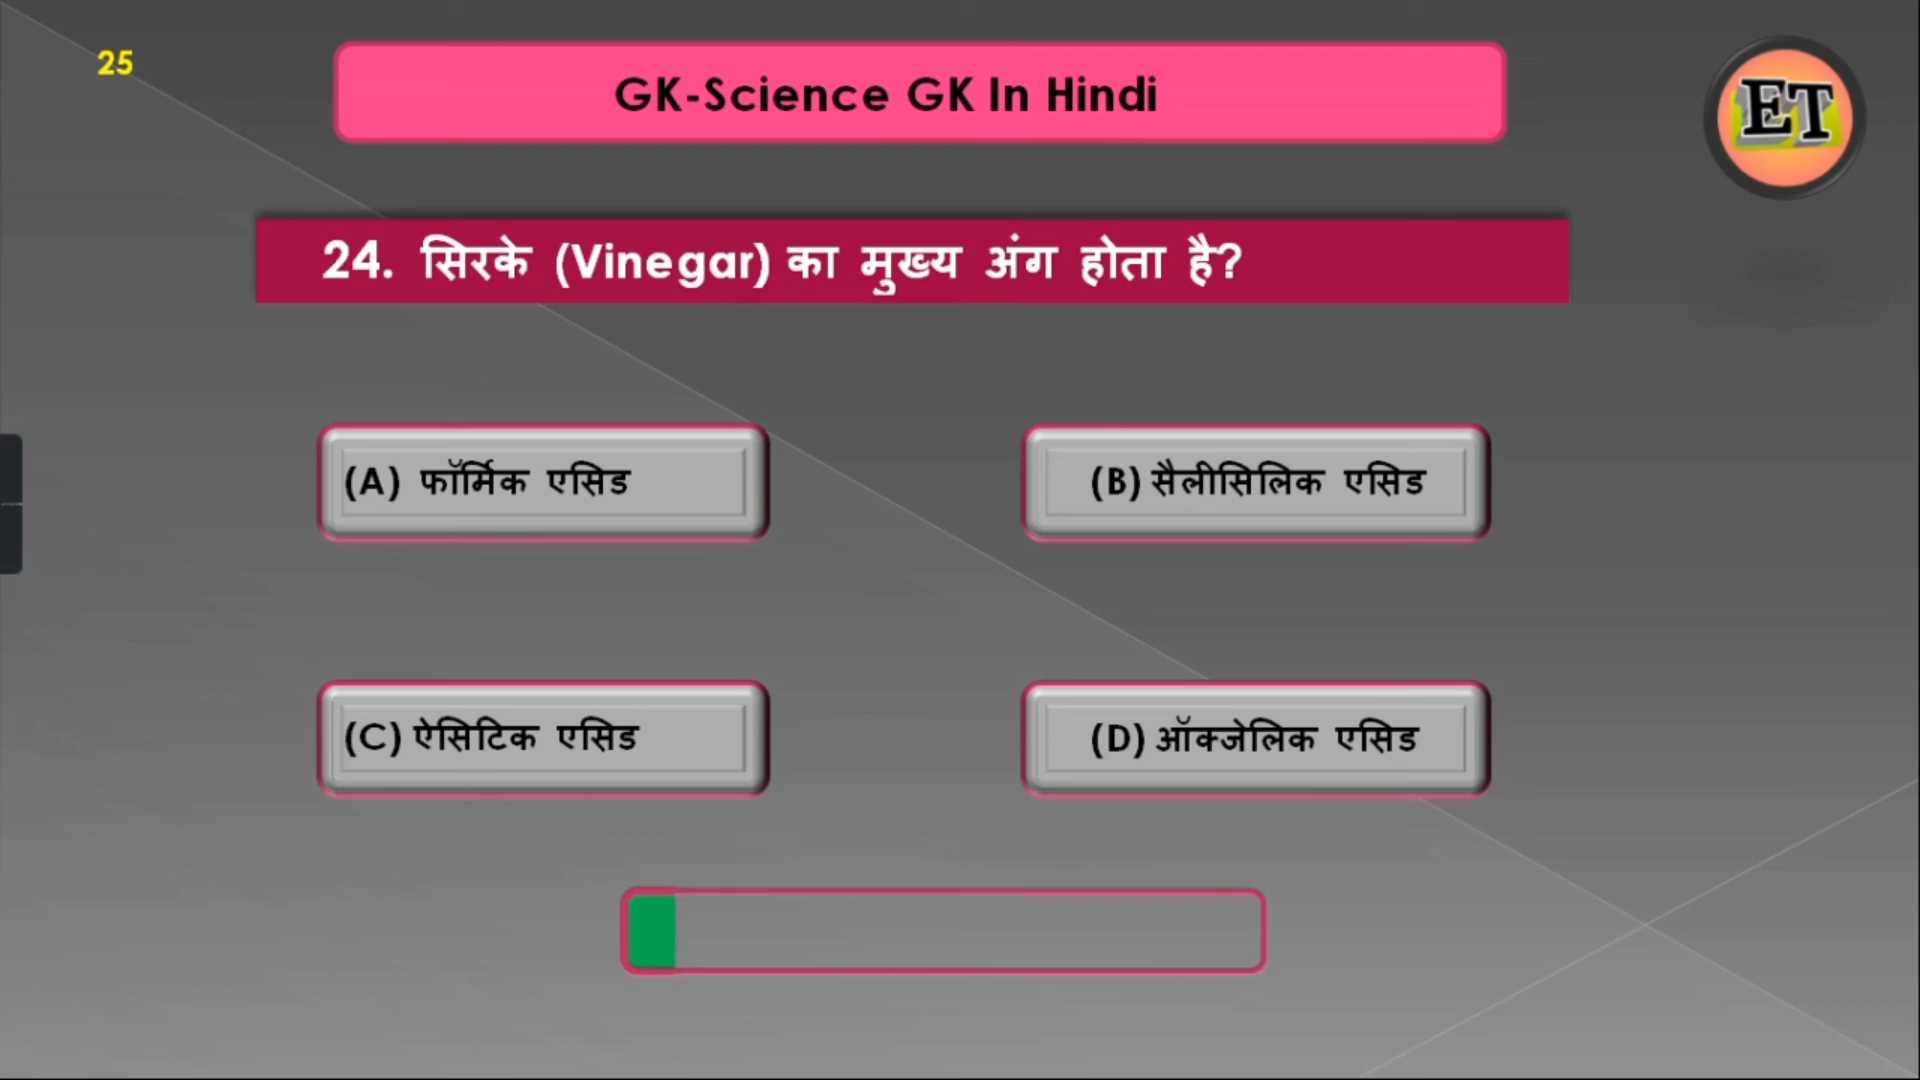 25
GK-Science GK In Hindi
ET
24. सिरके (Vinegar) का मुख्य अंग होता है?
(A) फॉर्मिक एसिड
(B) सैलीसिलिक एसिड
(C) ऐसिटिक एसिड
(D) ऑक्जेलिक एसिड